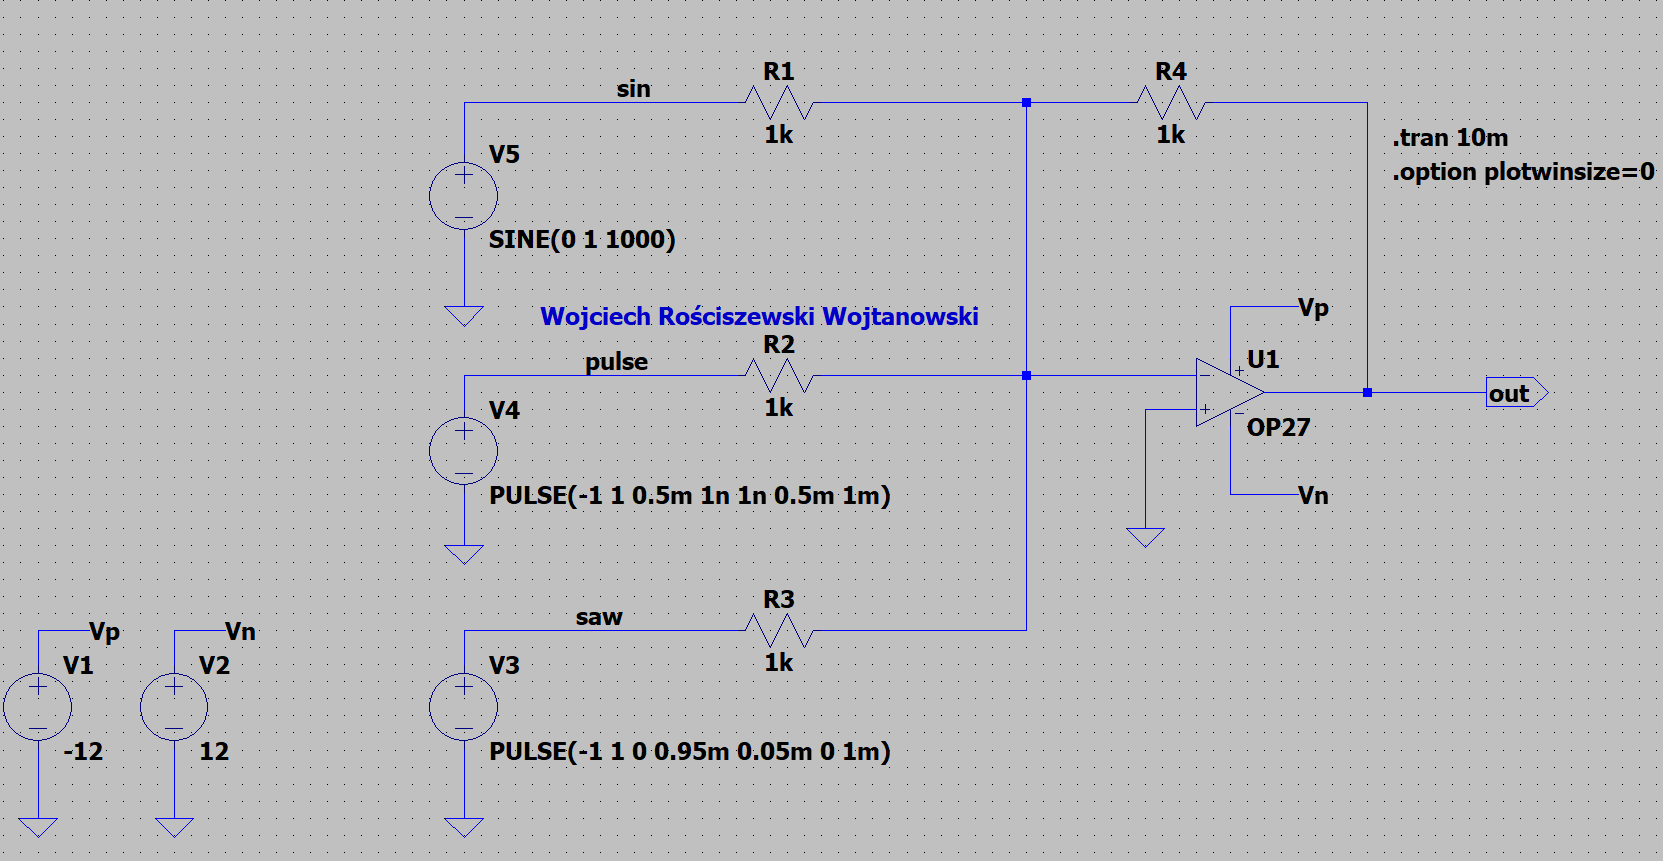 R1
R4
sin
1k
1k
.tran 10m
.option plotwinsize=0
V5
SINE(0 1 1000)
Wojciech Rościszewski Wojtanowski
R2
pulse
1k
V4
PULSE(-1 1 0.5m 1n 1n 0.5m 1m)
Vp
U1
out
OP27
Vn
R3
saw
1k
V3
PULSE(-1 1 0 0.95m 0.05m 0 1m)
Vp
Vn
V1
V2
-12
12